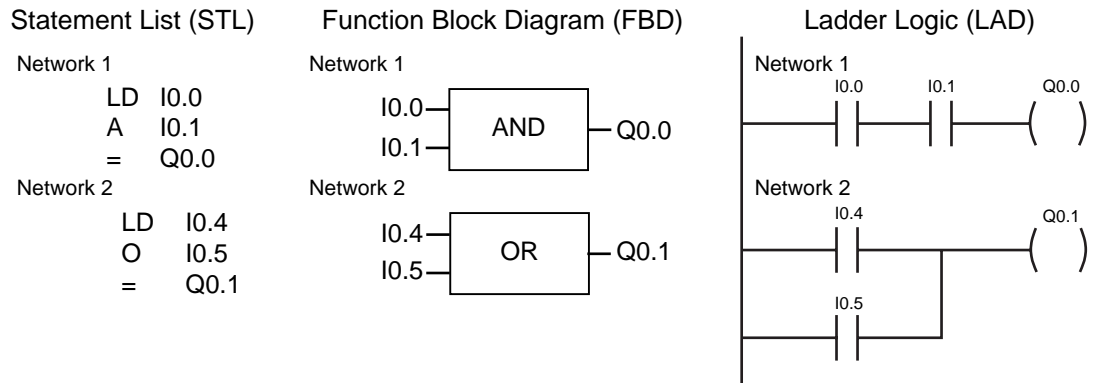 Statement List (STL)
Network 1
LD I0.0
A I0.1
= Q0.0
Network 2
LD I0.4
O I0.5
= Q0.1
Function Block Diagram (FBD)
Network 1
I0.0
I0.1
AND
Q0.0
Network 2
I0.4
I0.5
OR
Q0.1
Ladder Logic (LAD)
Network 1
I0.0 I0.1 Q0.0
Network 2
I0.4 Q0.1
I0.5